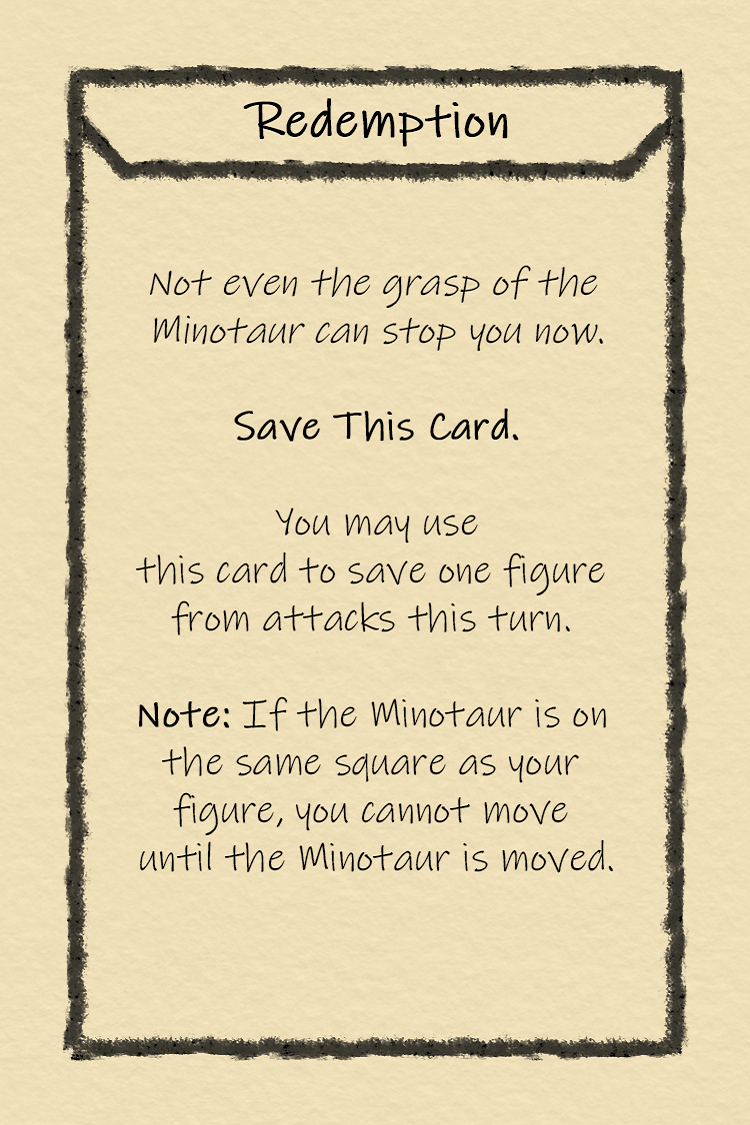 Redemption
Not even the grasp of the
Minotaur can stop you now.
Save This Card.
You may use
this card to save one figure
from attacks this turn.
Note: If the Minotaur is on
the same square as your
figure, you cannot move
until the Minotaur is moved.